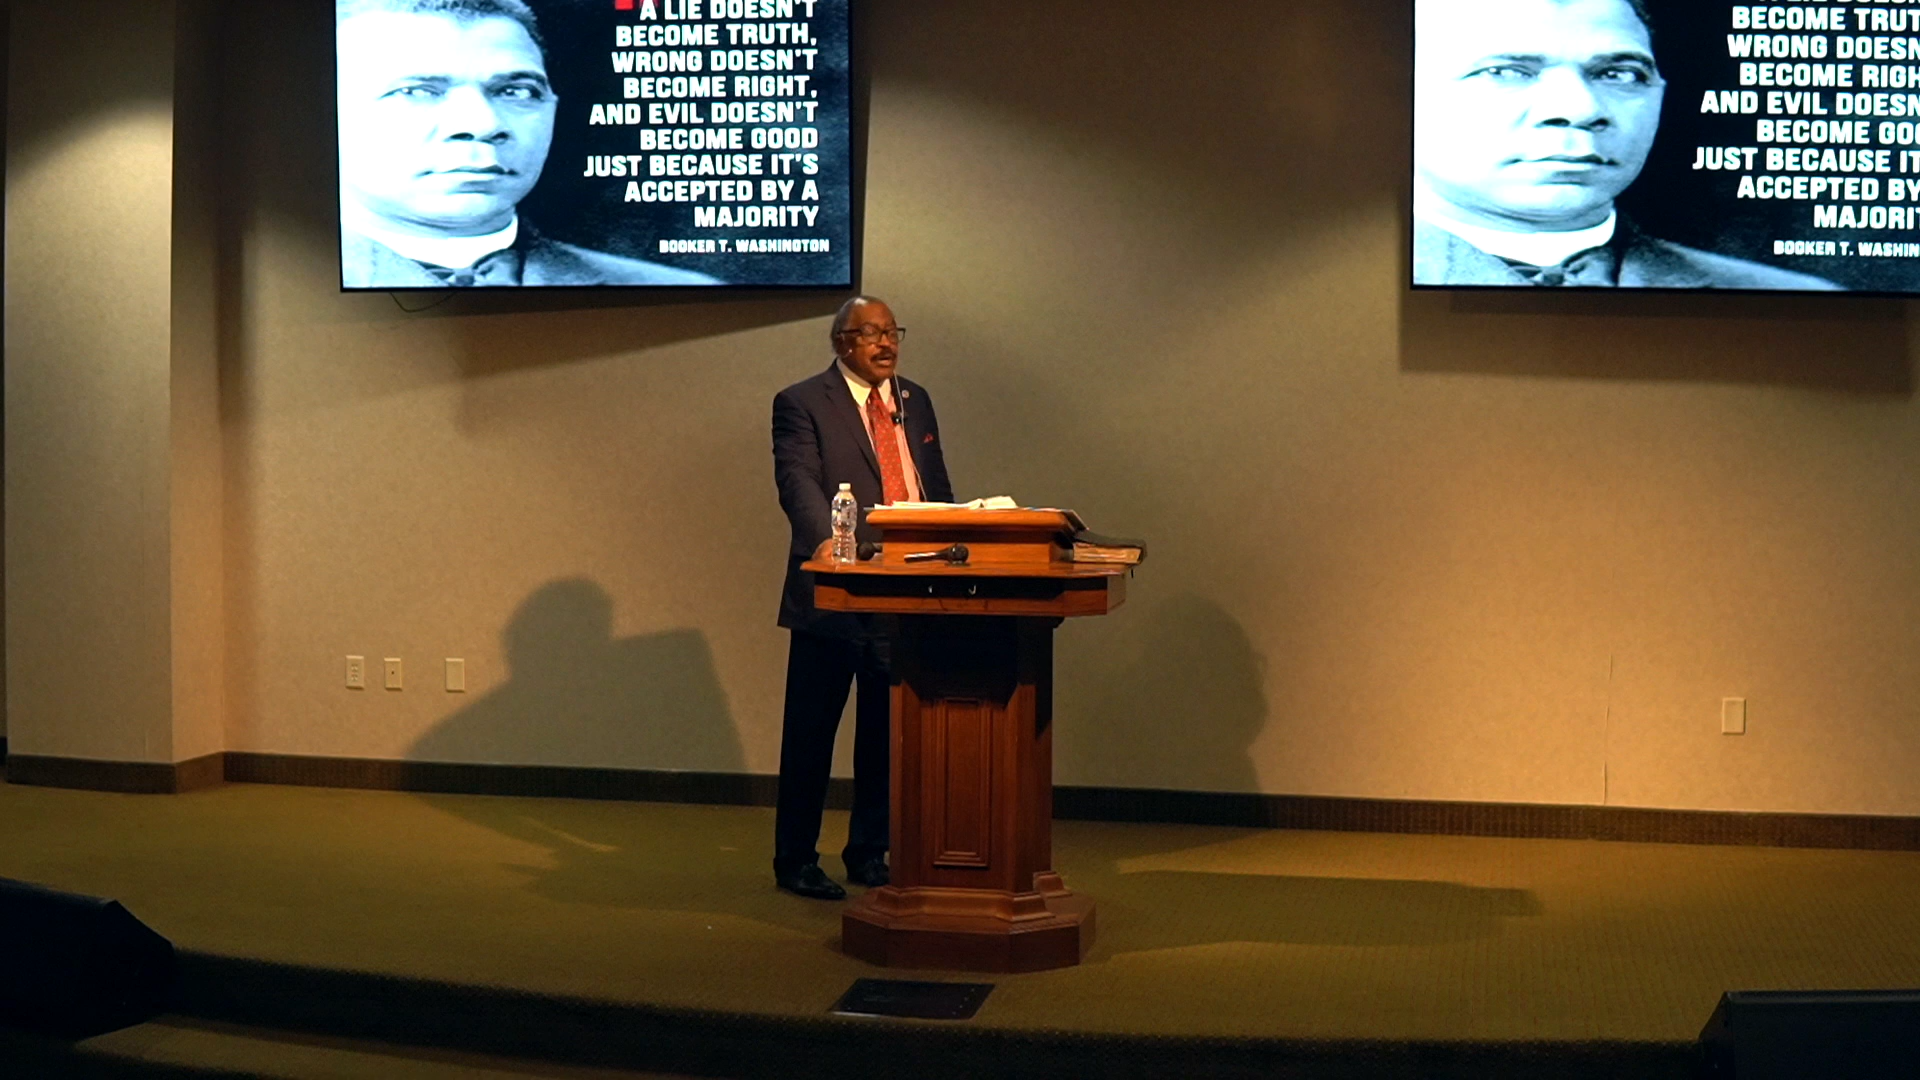 A LIE DOESN'T
BECOME TRUTH,
WRONG DOESN'T
BECOME RIGHT,
AND EVIL DOESN'T
BECOME GOOD
JUST BECAUSE IT'S
ACCEPTED BY A
MAJORITY
BOOKER T. WASHINGTON
BECOME TRUT
WRONG DOESN
BECOME RIGH
AND EVIL DOESN
BECOME GOO
JUST BECAUSE IT
ACCEPTED BY
MAJORIT
BOOKER T. WASHIN